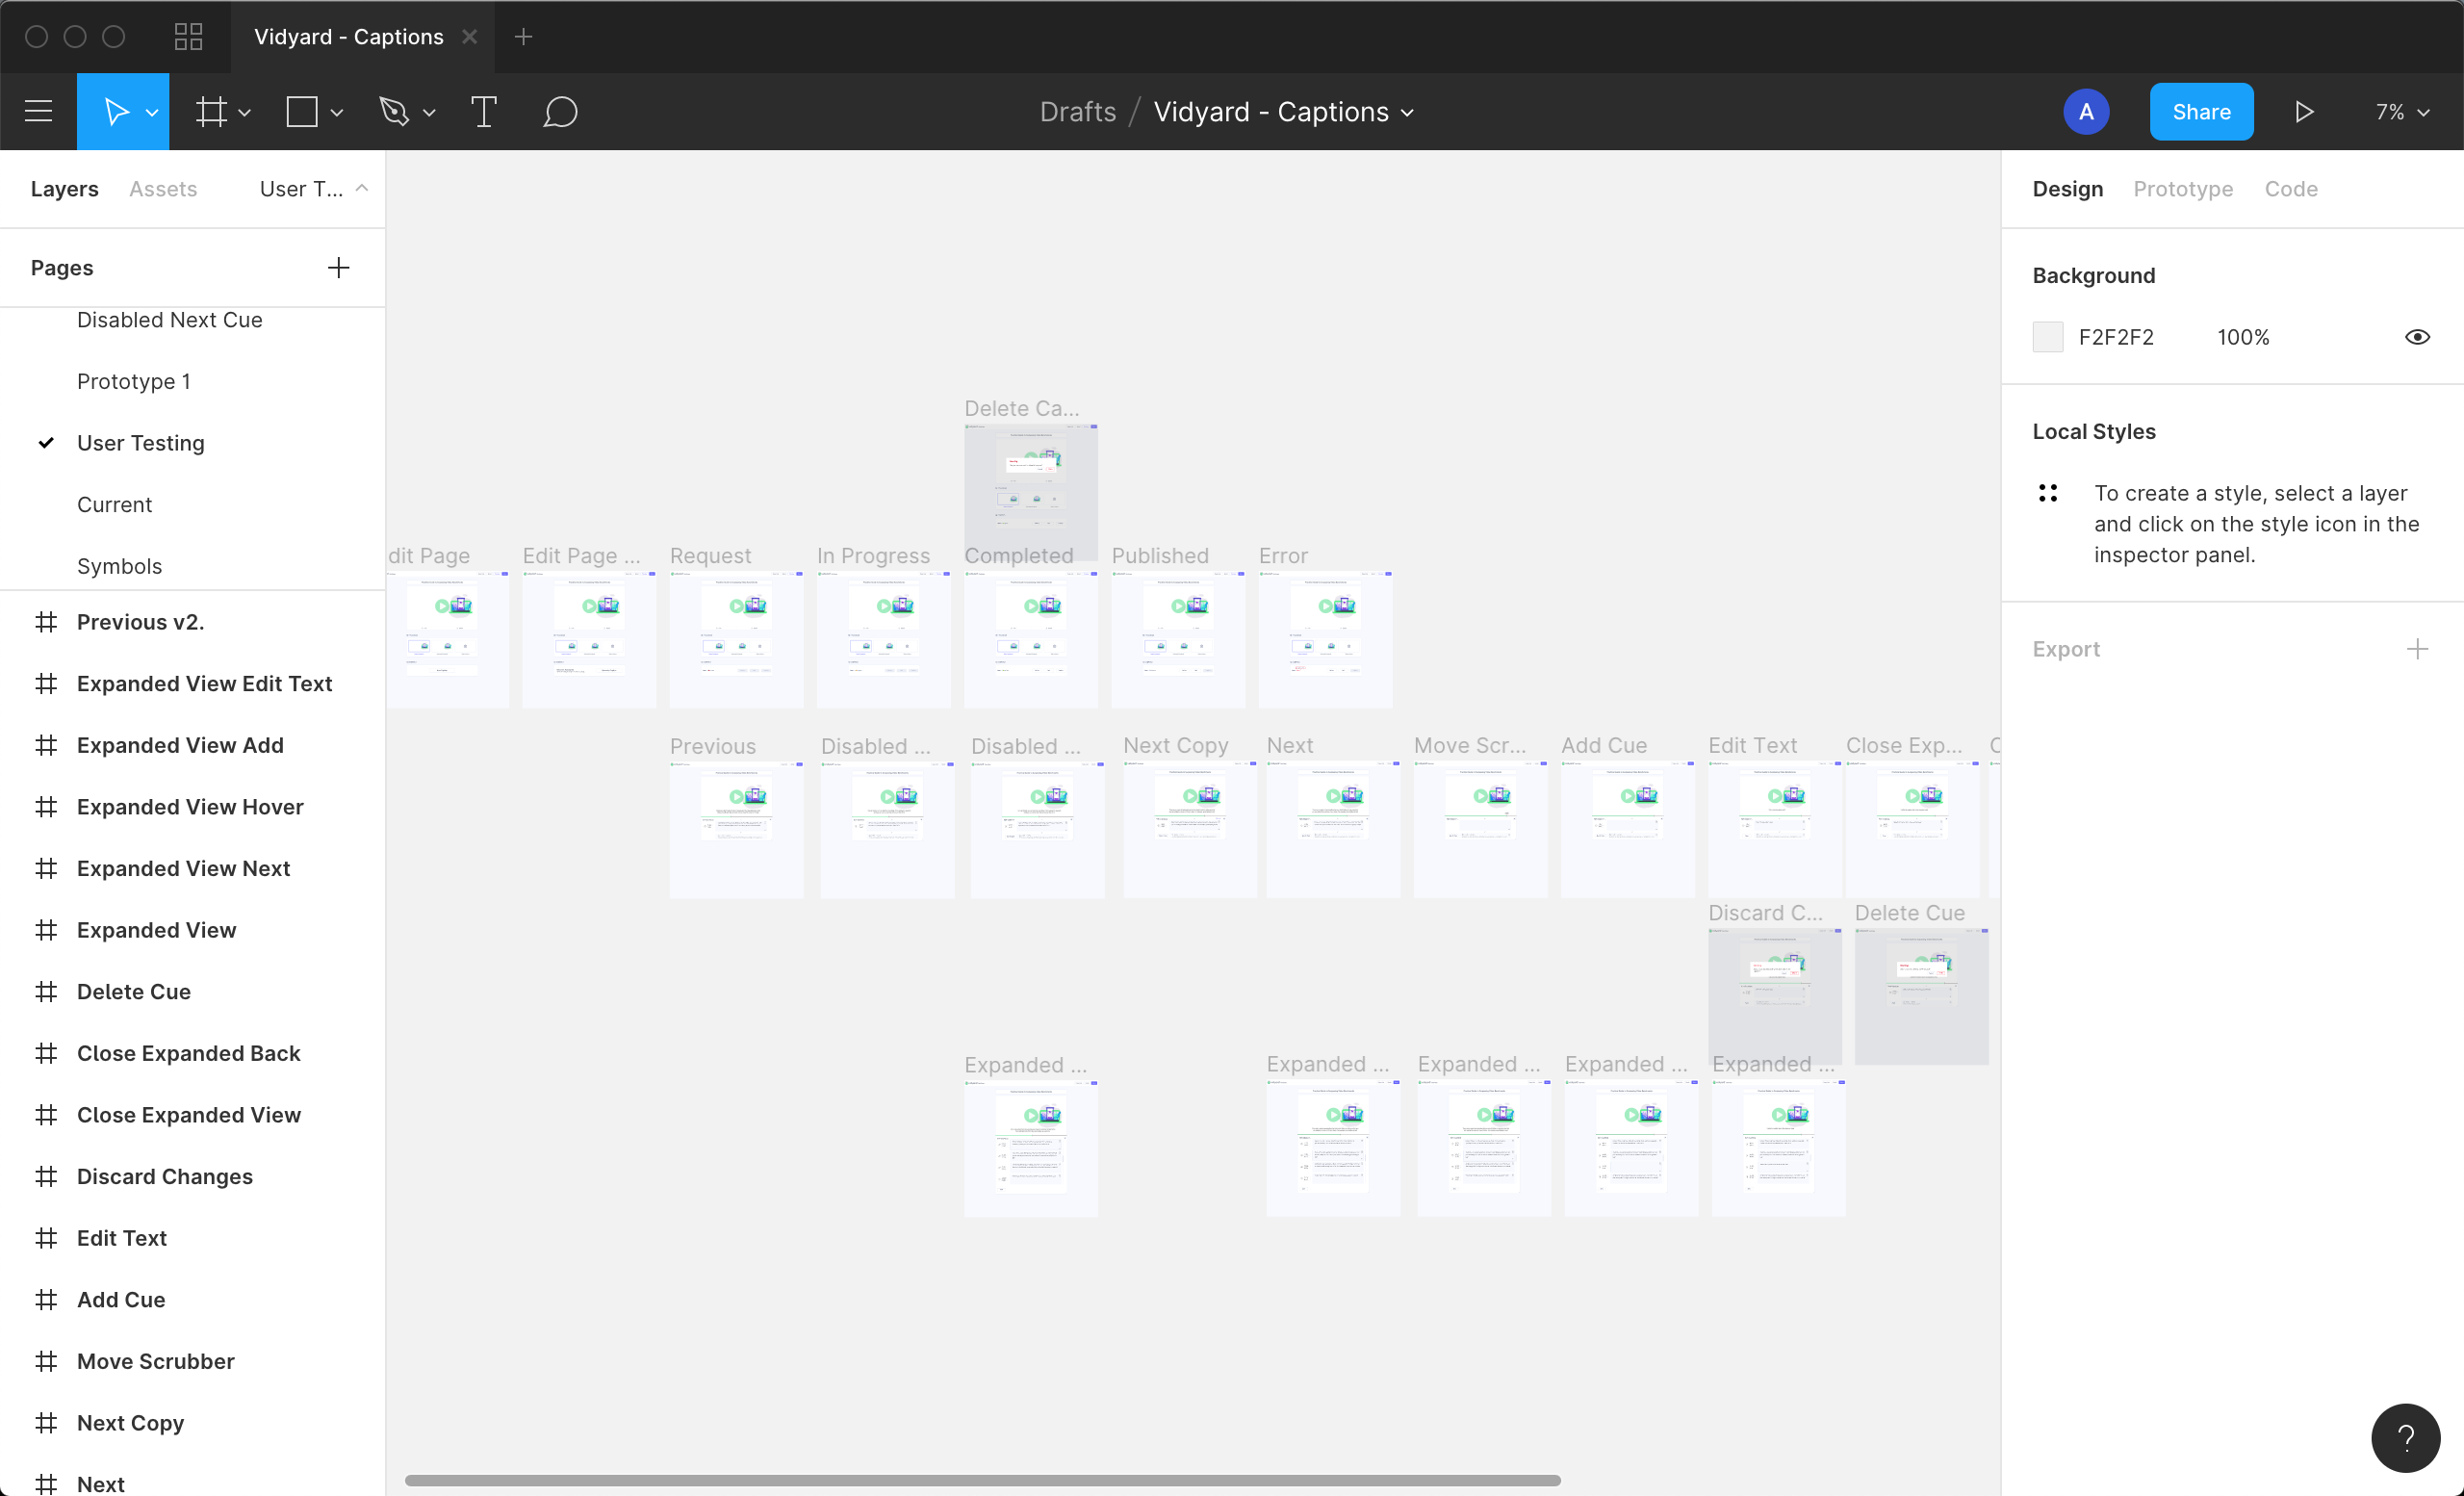 Vidyard - Captions
Drafts / Vidyard - Captions
A
Share
7%
Layers
Assets
User T...
Pages
Disabled Next Cue
Prototype 1
User Testing
Current
Symbols
Previous v2.
Expanded View Edit Text
Expanded View Add
Expanded View Hover
Expanded View Next
Expanded View
Delete Cue
Close Expanded Back
Close Expanded View
Discard Changes
Edit Text
Add Cue
Move Scrubber
Next Copy
Next
Delete Ca...
dit Page
Edit Page ...
Request
In Progress
Completed
Published
Error
Previous
Disabled ...
Disabled ...
Next Copy
Next
Move Scr...
Add Cue
Edit Text
Close Exp...
Discard C...
Delete Cue
Expanded ...
Expanded ...
Expanded ...
Expanded ...
Expanded ...
Design
Prototype
Code
Background
F2F2F2
100%
Local Styles
To create a style, select a layer
and click on the style icon in the
inspector panel.
Export
?